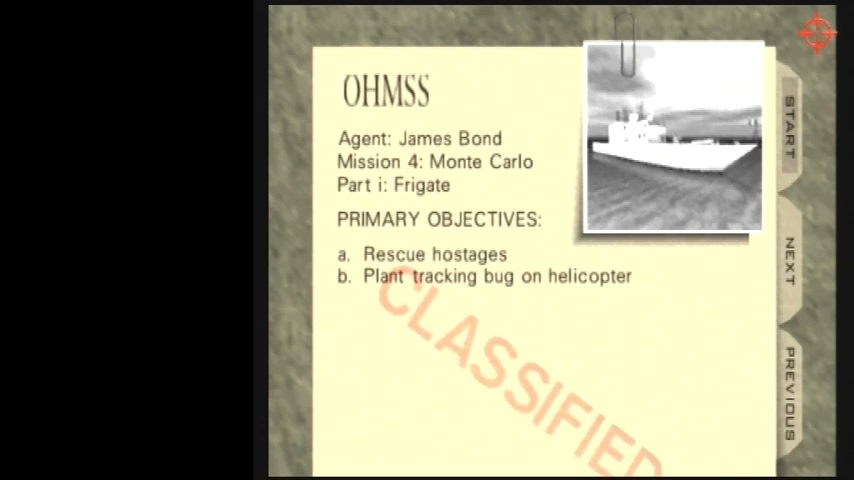 OHMSS
Agent: James Bond
Mission 4: Monte Carlo
Part i: Frigate
PRIMARY OBJECTIVES:
a. Rescue hostages
b. Plant tracking bug on helicopter
CLASSIFIED
START
NEXT
PREVIOUS